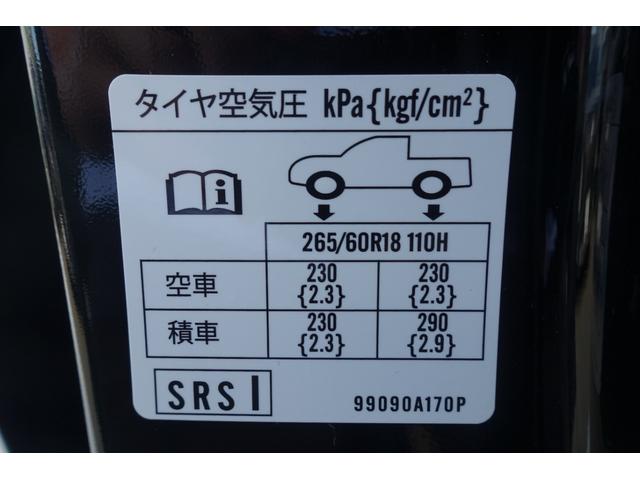 タイヤ空気圧 kPa{kgf/cm²}
i
265/60R18 110H
空車 230 230
{2.3} {2.3}
積車 230 290
{2.3} {2.9}
SRS I 99090A170P